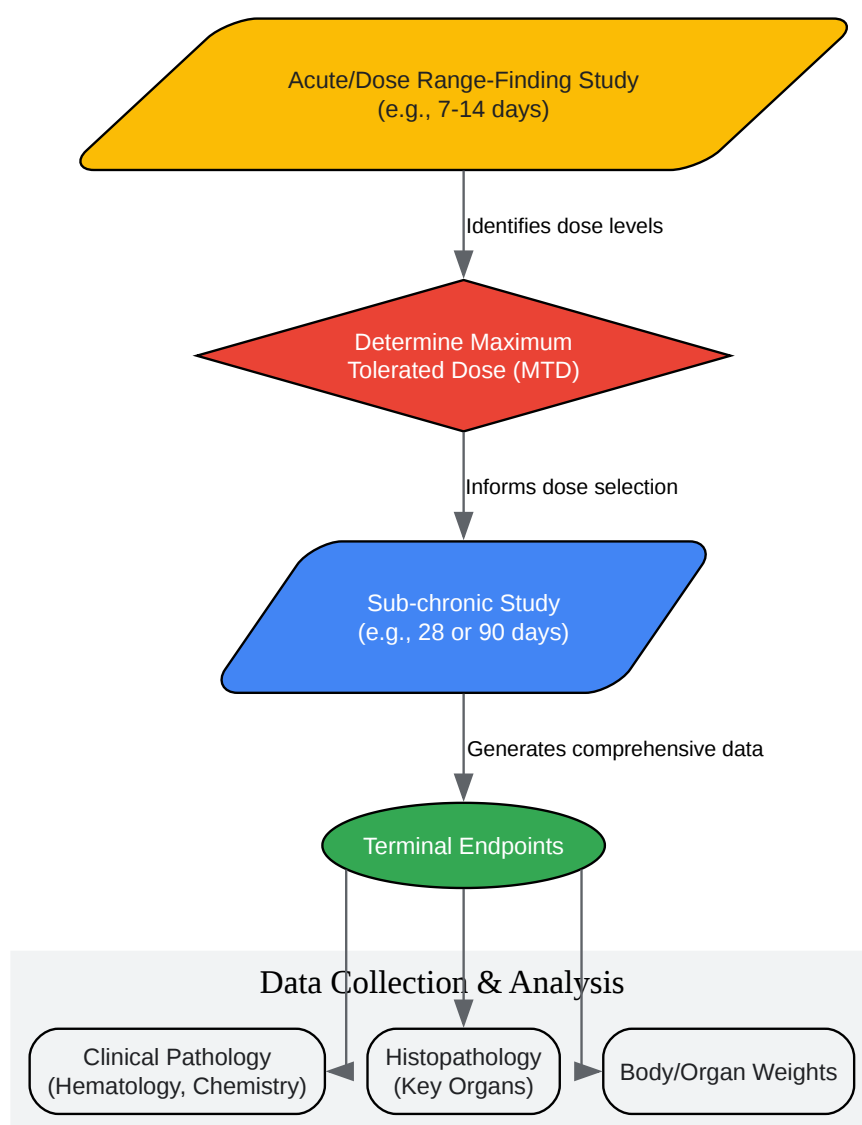 Acute/Dose Range-Finding Study
(e.g., 7-14 days)
Identifies dose levels
Determine Maximum
Tolerated Dose (MTD)
Informs dose selection
Sub-chronic Study
(e.g., 28 or 90 days)
Generates comprehensive data
Terminal Endpoints
Data Collection & Analysis
Clinical Pathology
(Hematology, Chemistry)
Histopathology
(Key Organs)
Body/Organ Weights